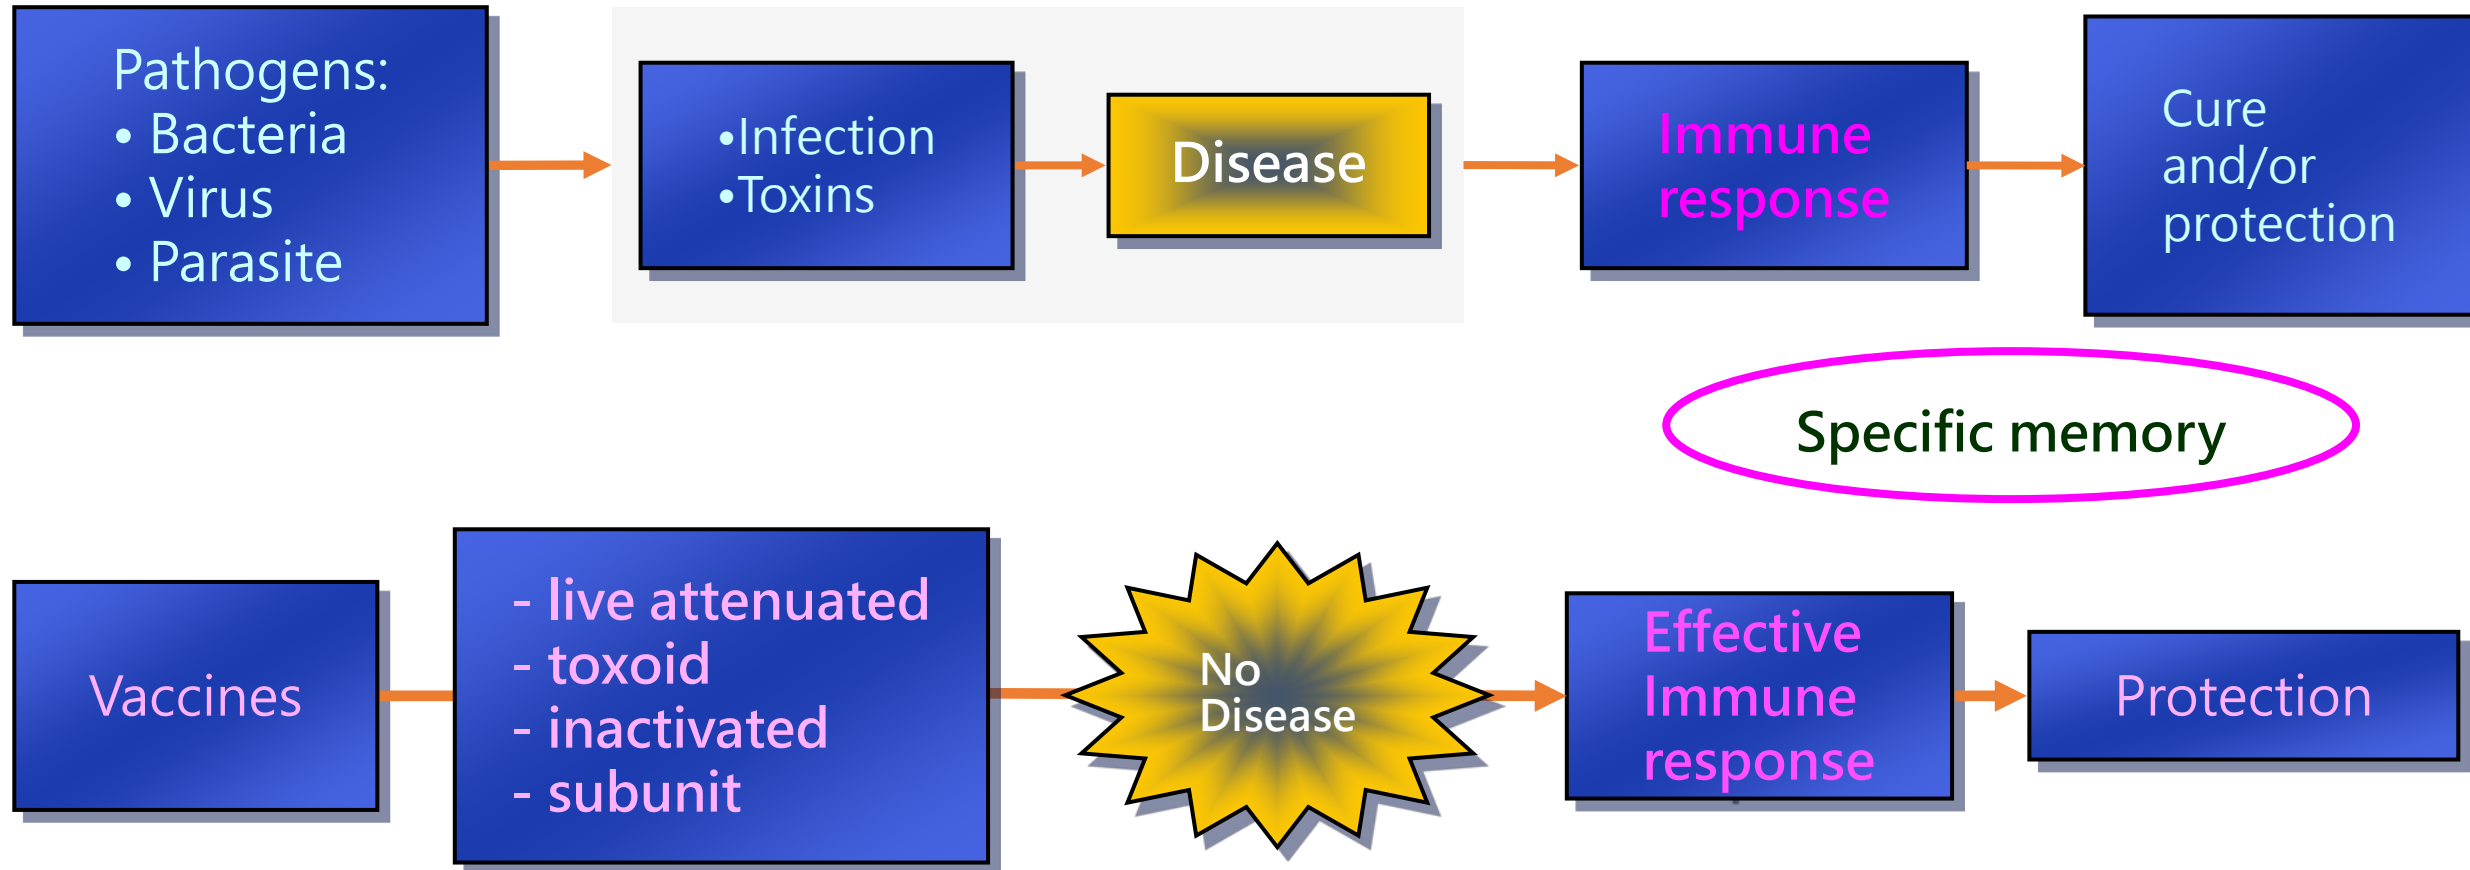 Pathogens:
• Bacteria
• Virus
• Parasite
•Infection
•Toxins
Disease
Immune
response
Cure
and/or
protection
Specific memory
Vaccines
- live attenuated
- toxoid
- inactivated
- subunit
No
Disease
Effective
Immune
response
Protection